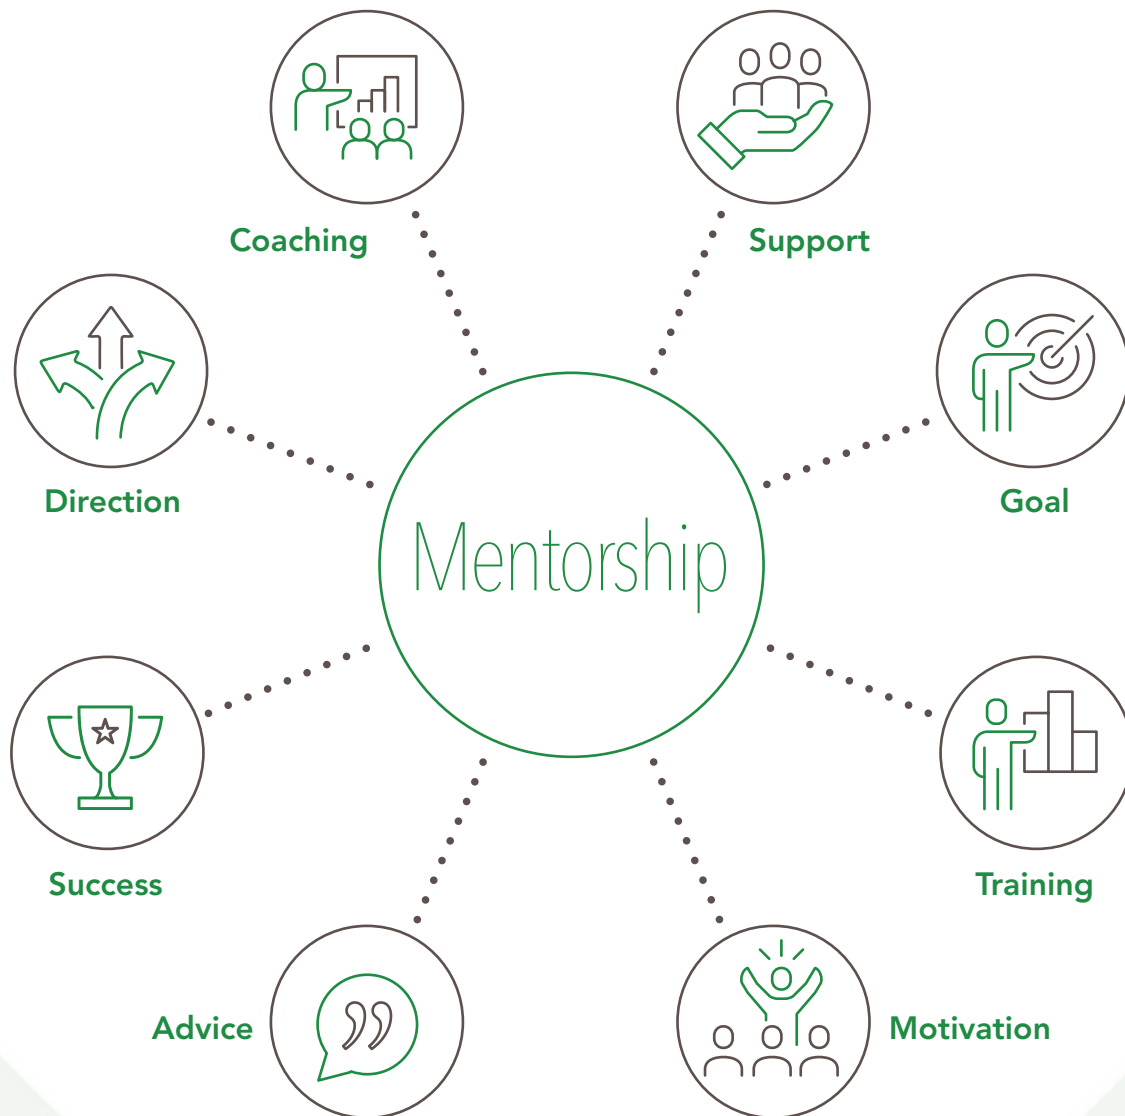 Coaching
Support
Direction
Goal
Mentorship
Success
Training
Advice
Motivation